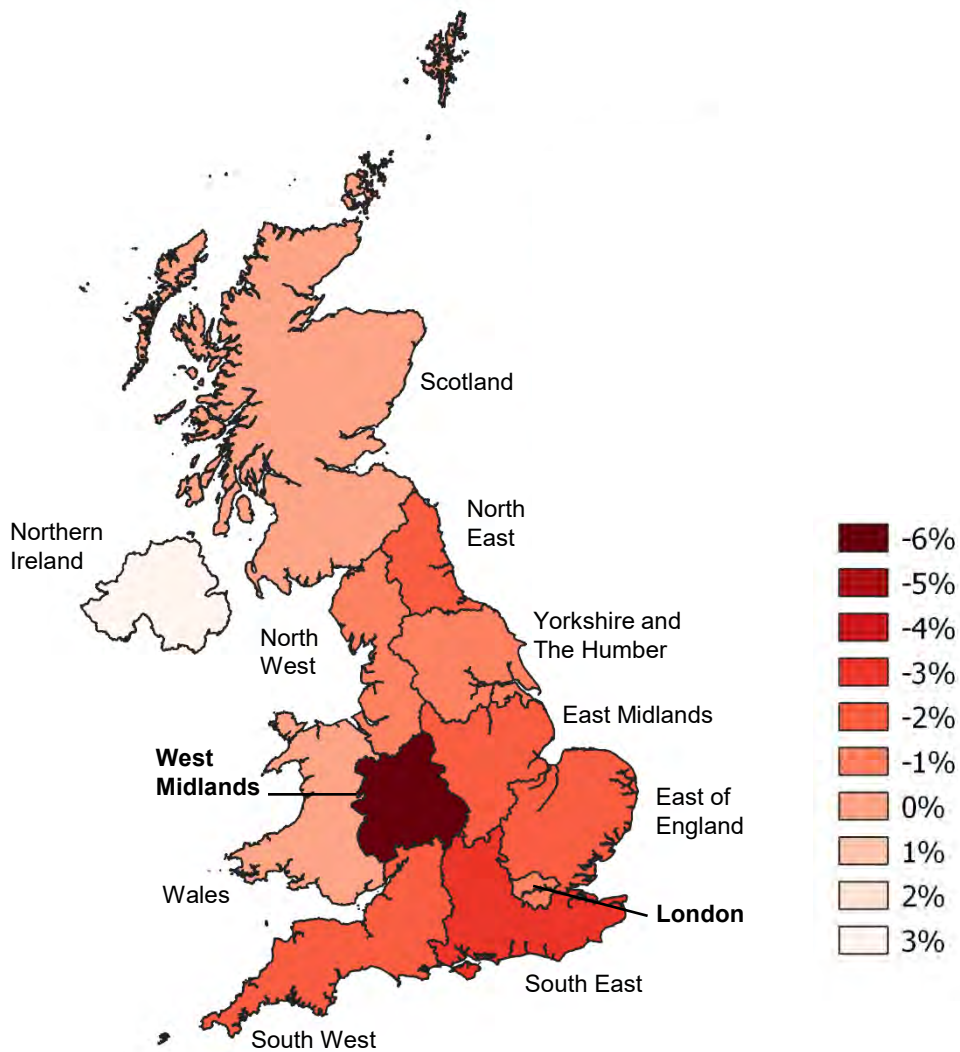 Scotland
North
East
Northern
Ireland
Yorkshire and
The Humber
North
West
East Midlands
West
Midlands
East of
England
Wales
London
South East
South West
-6%
-5%
-4%
-3%
-2%
-1%
0%
1%
2%
3%